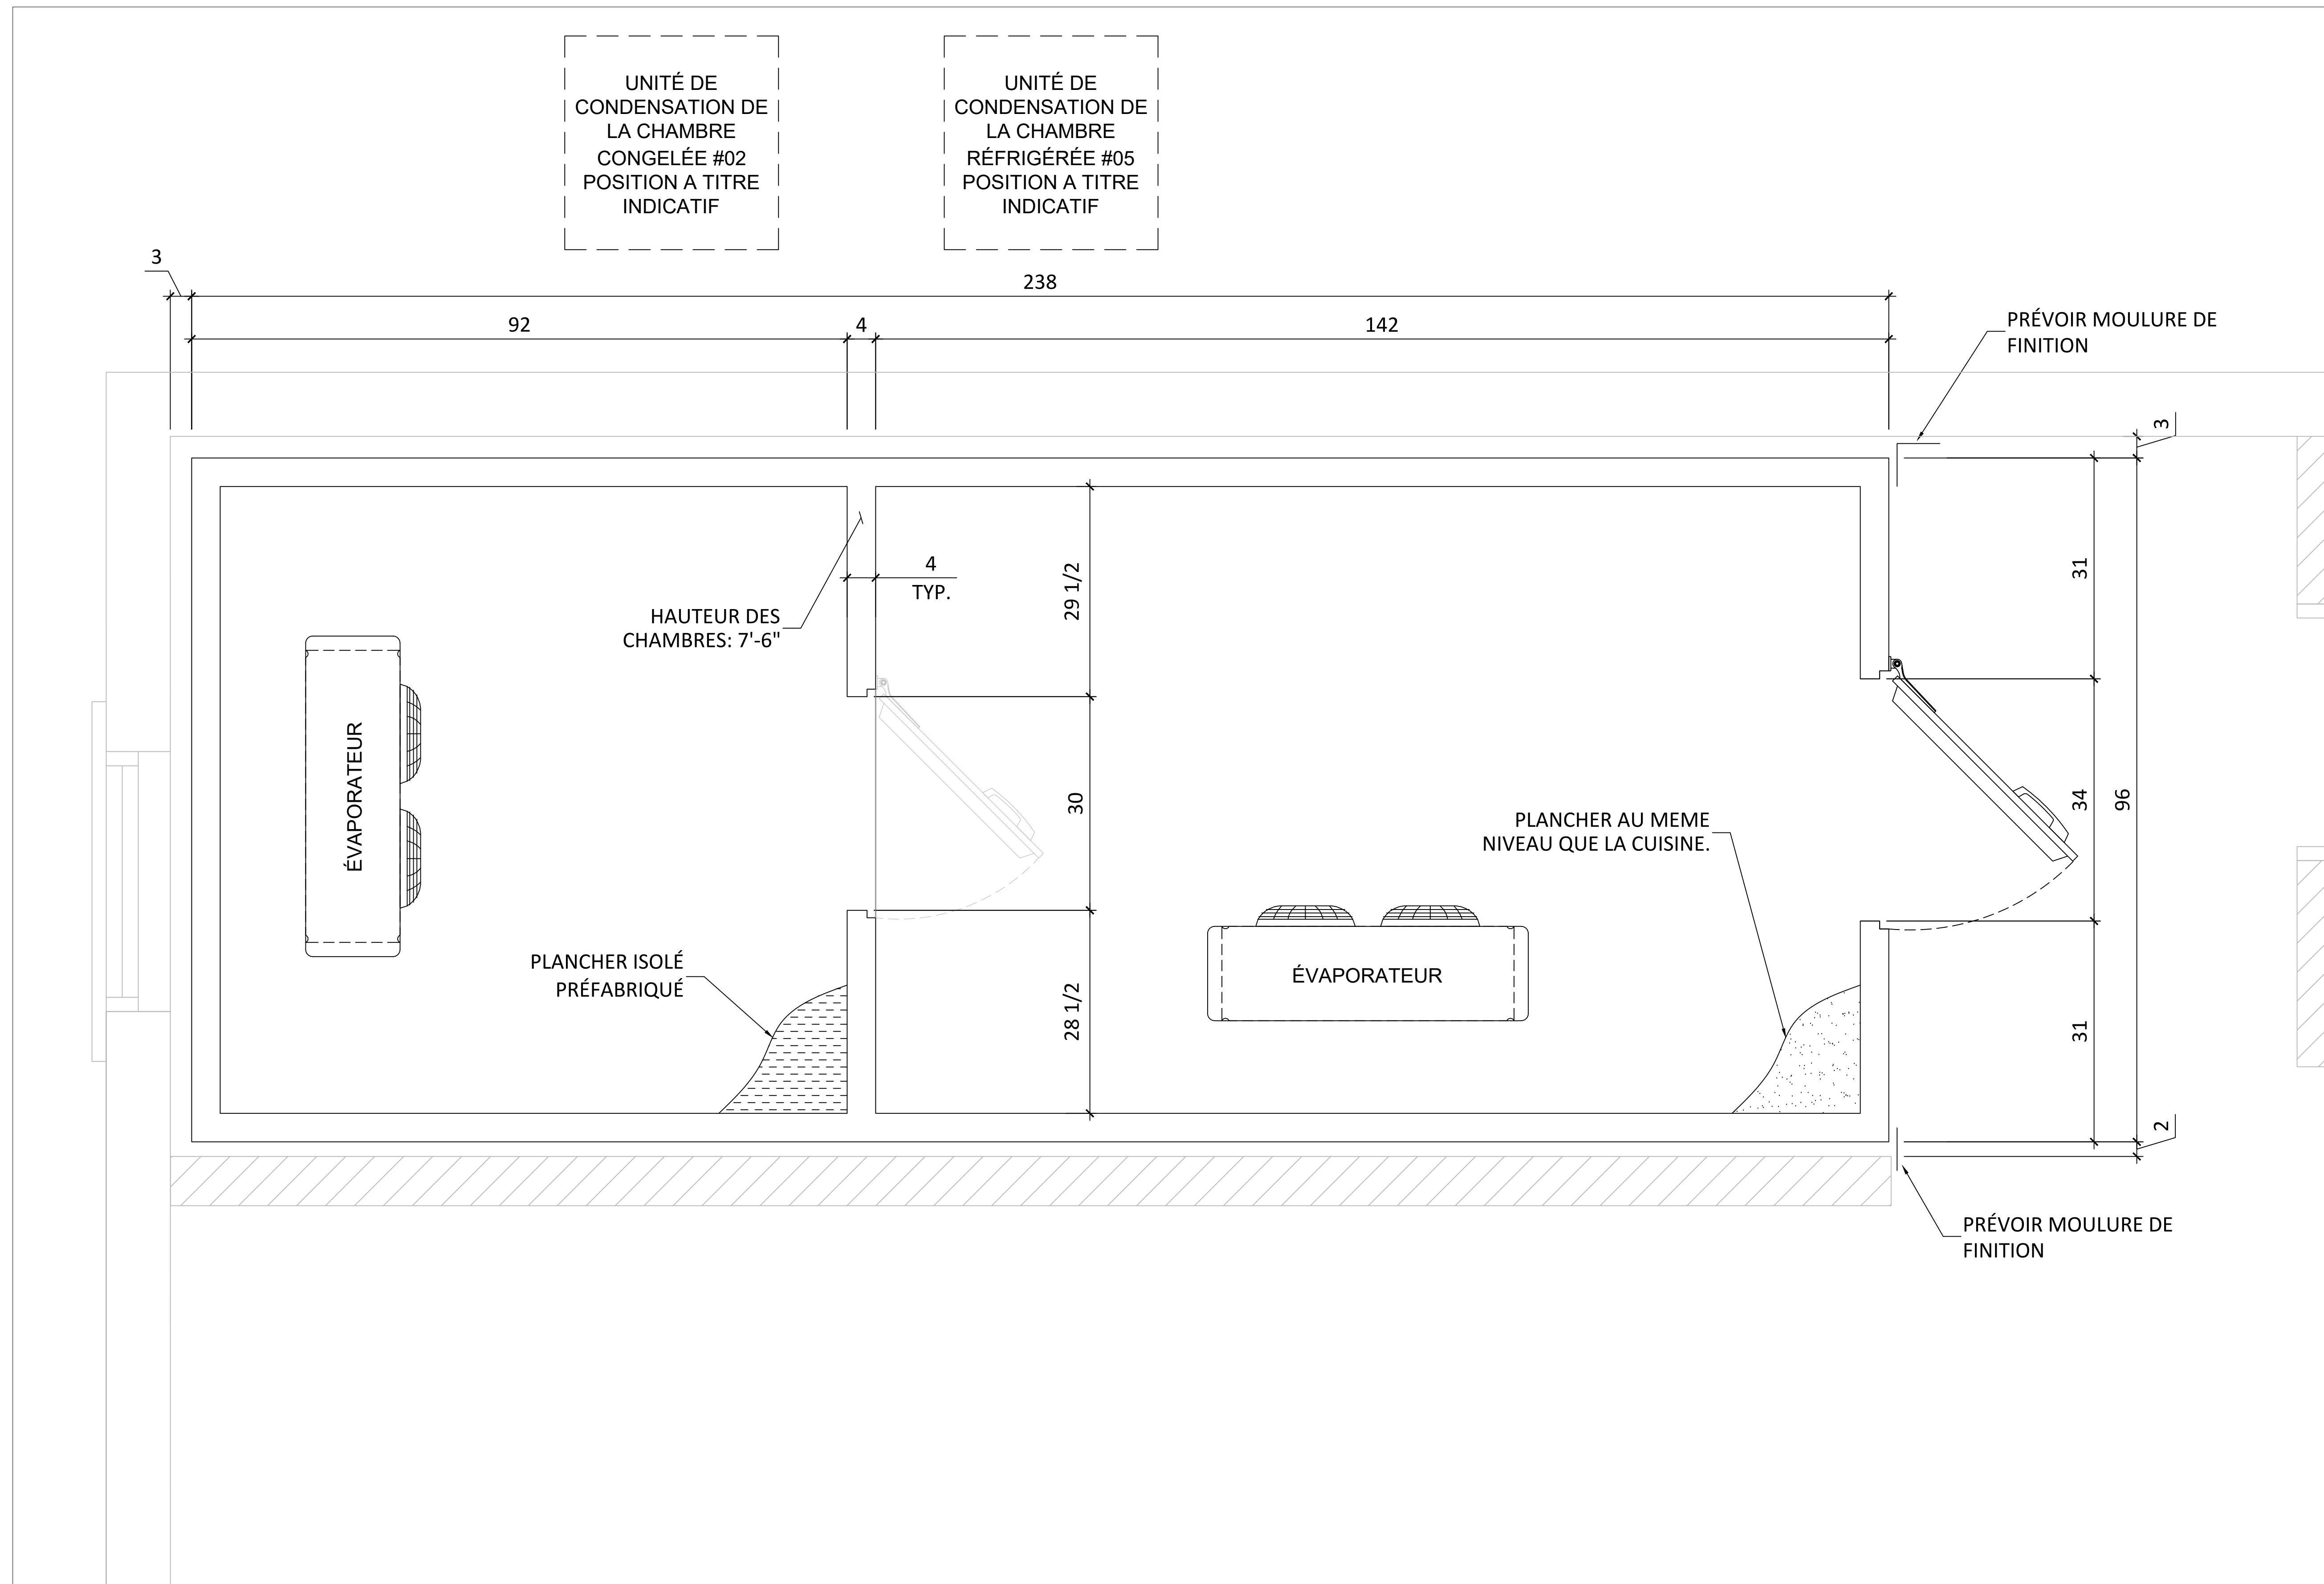 UNITÉ DE
CONDENSATION DE
LA CHAMBRE
CONGELÉE #02
POSITION A TITRE
INDICATIF
UNITÉ DE
CONDENSATION DE
LA CHAMBRE
RÉFRIGÉRÉE #05
POSITION A TITRE
INDICATIF
3
238
92
4
142
PRÉVOIR MOULURE DE
FINITION
3
4
TYP.
29 1/2
31
HAUTEUR DES
CHAMBRES: 7'-6"
ÉVAPORATEUR
30
PLANCHER AU MEME
NIVEAU QUE LA CUISINE.
34
96
PLANCHER ISOLÉ
PRÉFABRIQUÉ
28 1/2
ÉVAPORATEUR
31
2
PRÉVOIR MOULURE DE
FINITION